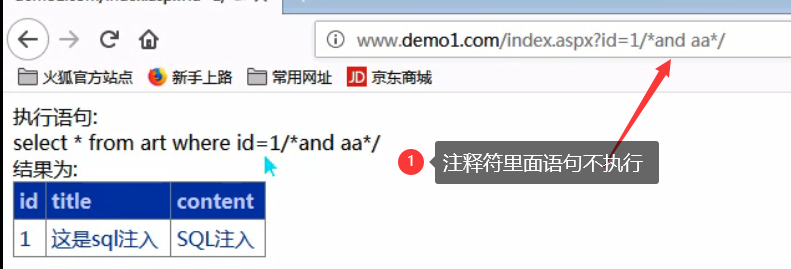 www.demo1.com/index.aspx?id=1/*and aa*/
火狐官方站点 新手上路 常用网址 JD 京东商城
执行语句:
select * from art where id=1/*and aa*/
1 注释符里面语句不执行
结果为:
id title content
1 这是sql注入 SQL注入